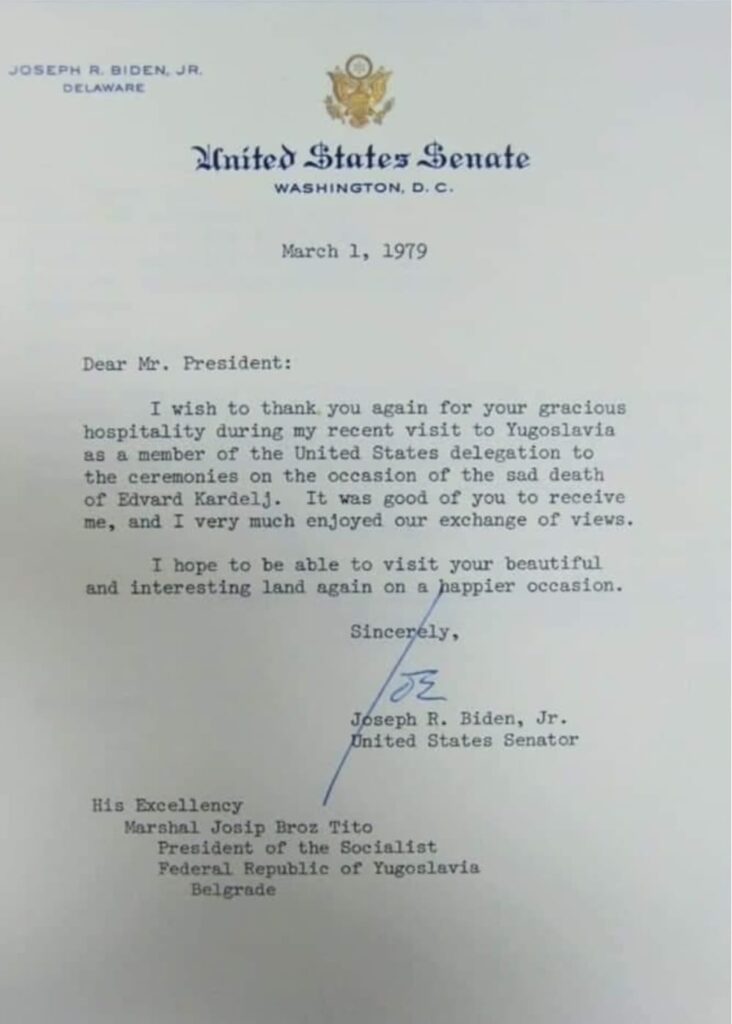 JOSEPH R. BIDEN, JR.
DELAWARE
United States Senate
WASHINGTON, D. C.
March 1, 1979
Dear Mr. President:
I wish to thank you again for your gracious
hospitality during my recent visit to Yugoslavia
as a member of the United States delegation to
the ceremonies on the occasion of the sad death
of Edvard Kardelj. It was good of you to receive
me, and I very much enjoyed our exchange of views.
I hope to be able to visit your beautiful
and interesting land again on a happier occasion.
Sincerely,
Joe
Joseph R. Biden, Jr.
United States Senator
His Excellency
Marshal Josip Broz Tito
President of the Socialist
Federal Republic of Yugoslavia
Belgrade